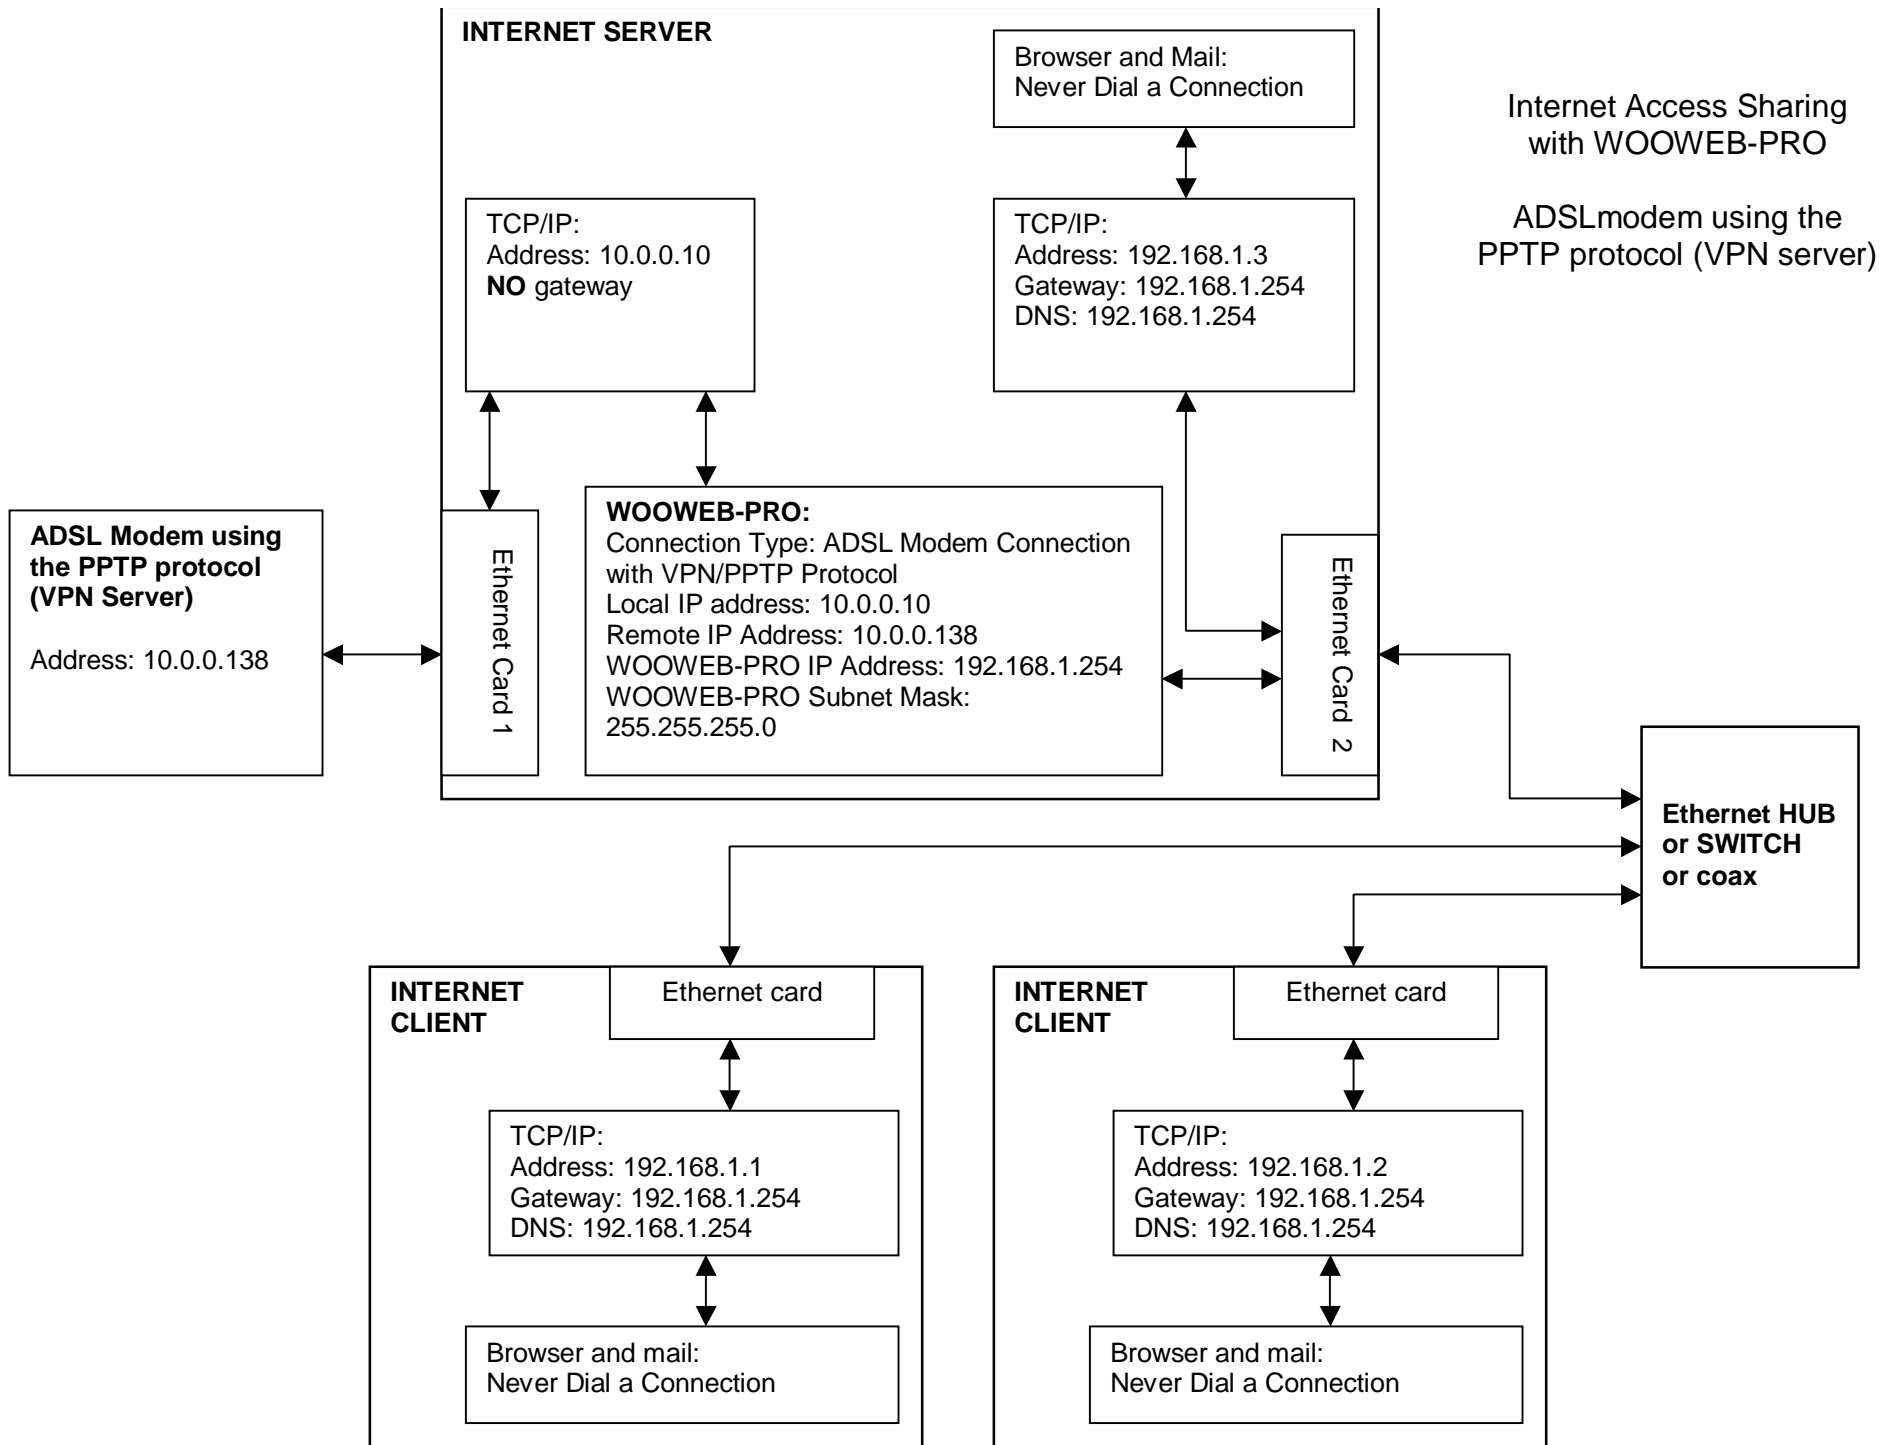 INTERNET SERVER
Browser and Mail:
Never Dial a Connection
Internet Access Sharing
with WOOWEB-PRO
ADSLmodem using the
PPTP protocol (VPN server)
TCP/IP:
Address: 10.0.0.10
NO gateway
TCP/IP:
Address: 192.168.1.3
Gateway: 192.168.1.254
DNS: 192.168.1.254
ADSL Modem using
the PPTP protocol
(VPN Server)
Address: 10.0.0.138
Ethernet Card 1
WOOWEB-PRO:
Connection Type: ADSL Modem Connection
with VPN/PPTP Protocol
Local IP address: 10.0.0.10
Remote IP Address: 10.0.0.138
WOOWEB-PRO IP Address: 192.168.1.254
WOOWEB-PRO Subnet Mask:
255.255.255.0
Ethernet Card 2
Ethernet HUB
or SWITCH
or coax
INTERNET
CLIENT
Ethernet card
TCP/IP:
Address: 192.168.1.1
Gateway: 192.168.1.254
DNS: 192.168.1.254
Browser and mail:
Never Dial a Connection
INTERNET
CLIENT
Ethernet card
TCP/IP:
Address: 192.168.1.2
Gateway: 192.168.1.254
DNS: 192.168.1.254
Browser and mail:
Never Dial a Connection